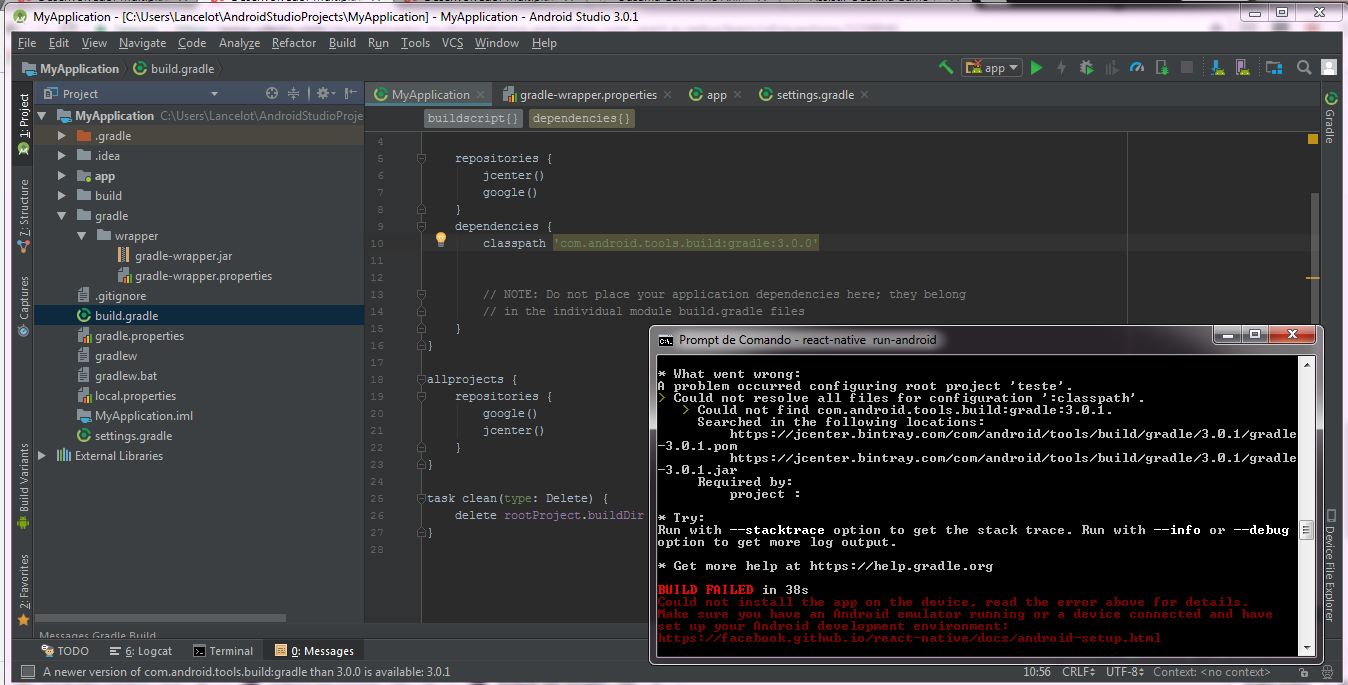 MyApplication - [C:\Users\Lancelot\AndroidStudioProjects\MyApplication] - MyApplication - Android Studio 3.0.1
File Edit View Navigate Code Analyze Refactor Build Run Tools VCS Window Help
MyApplication build.gradle
app
Project
MyApplication gradle-wrapper.properties app settings.gradle
buildscript{} dependencies{}
1: Project
7: Structure
Captures
Build Variants
2: Favorites
MyApplication C:\Users\Lancelot\AndroidStudioProje
.gradle
.idea
app
build
gradle
wrapper
gradle-wrapper.jar
gradle-wrapper.properties
.gitignore
build.gradle
gradle.properties
gradlew
gradlew.bat
local.properties
MyApplication.iml
settings.gradle
External Libraries
4
5 repositories {
6 jcenter()
7 google()
8 }
9 dependencies {
10 classpath 'com.android.tools.build:gradle:3.0.0'
11
12
13 // NOTE: Do not place your application dependencies here; they belong
14 // in the individual module build.gradle files
15 }
16 }
17
18 allprojects {
19 repositories {
20 google()
21 jcenter()
22 }
23 }
24
25 task clean(type: Delete) {
26 delete rootProject.buildDir
27 }
28
Gradle
Device File Explorer
Prompt de Comando - react-native run-android
* What went wrong:
A problem occurred configuring root project 'teste'.
> Could not resolve all files for configuration ':classpath'.
> Could not find com.android.tools.build:gradle:3.0.1.
Searched in the following locations:
https://jcenter.bintray.com/com/android/tools/build/gradle/3.0.1/gradle
-3.0.1.pom
https://jcenter.bintray.com/com/android/tools/build/gradle/3.0.1/gradle
-3.0.1.jar
Required by:
project :
* Try:
Run with --stacktrace option to get the stack trace. Run with --info or --debug
option to get more log output.
* Get more help at https://help.gradle.org
BUILD FAILED in 38s
Could not install the app on the device, read the error above for details.
Make sure you have an Android emulator running or a device connected and have
set up your Android development environment:
https://facebook.github.io/react-native/docs/android-setup.html
Messages Gradle Build
TODO 6: Logcat Terminal 0: Messages
A newer version of com.android.tools.build:gradle than 3.0.0 is available: 3.0.1
10:56 CRLF UTF-8 Context: <no context>